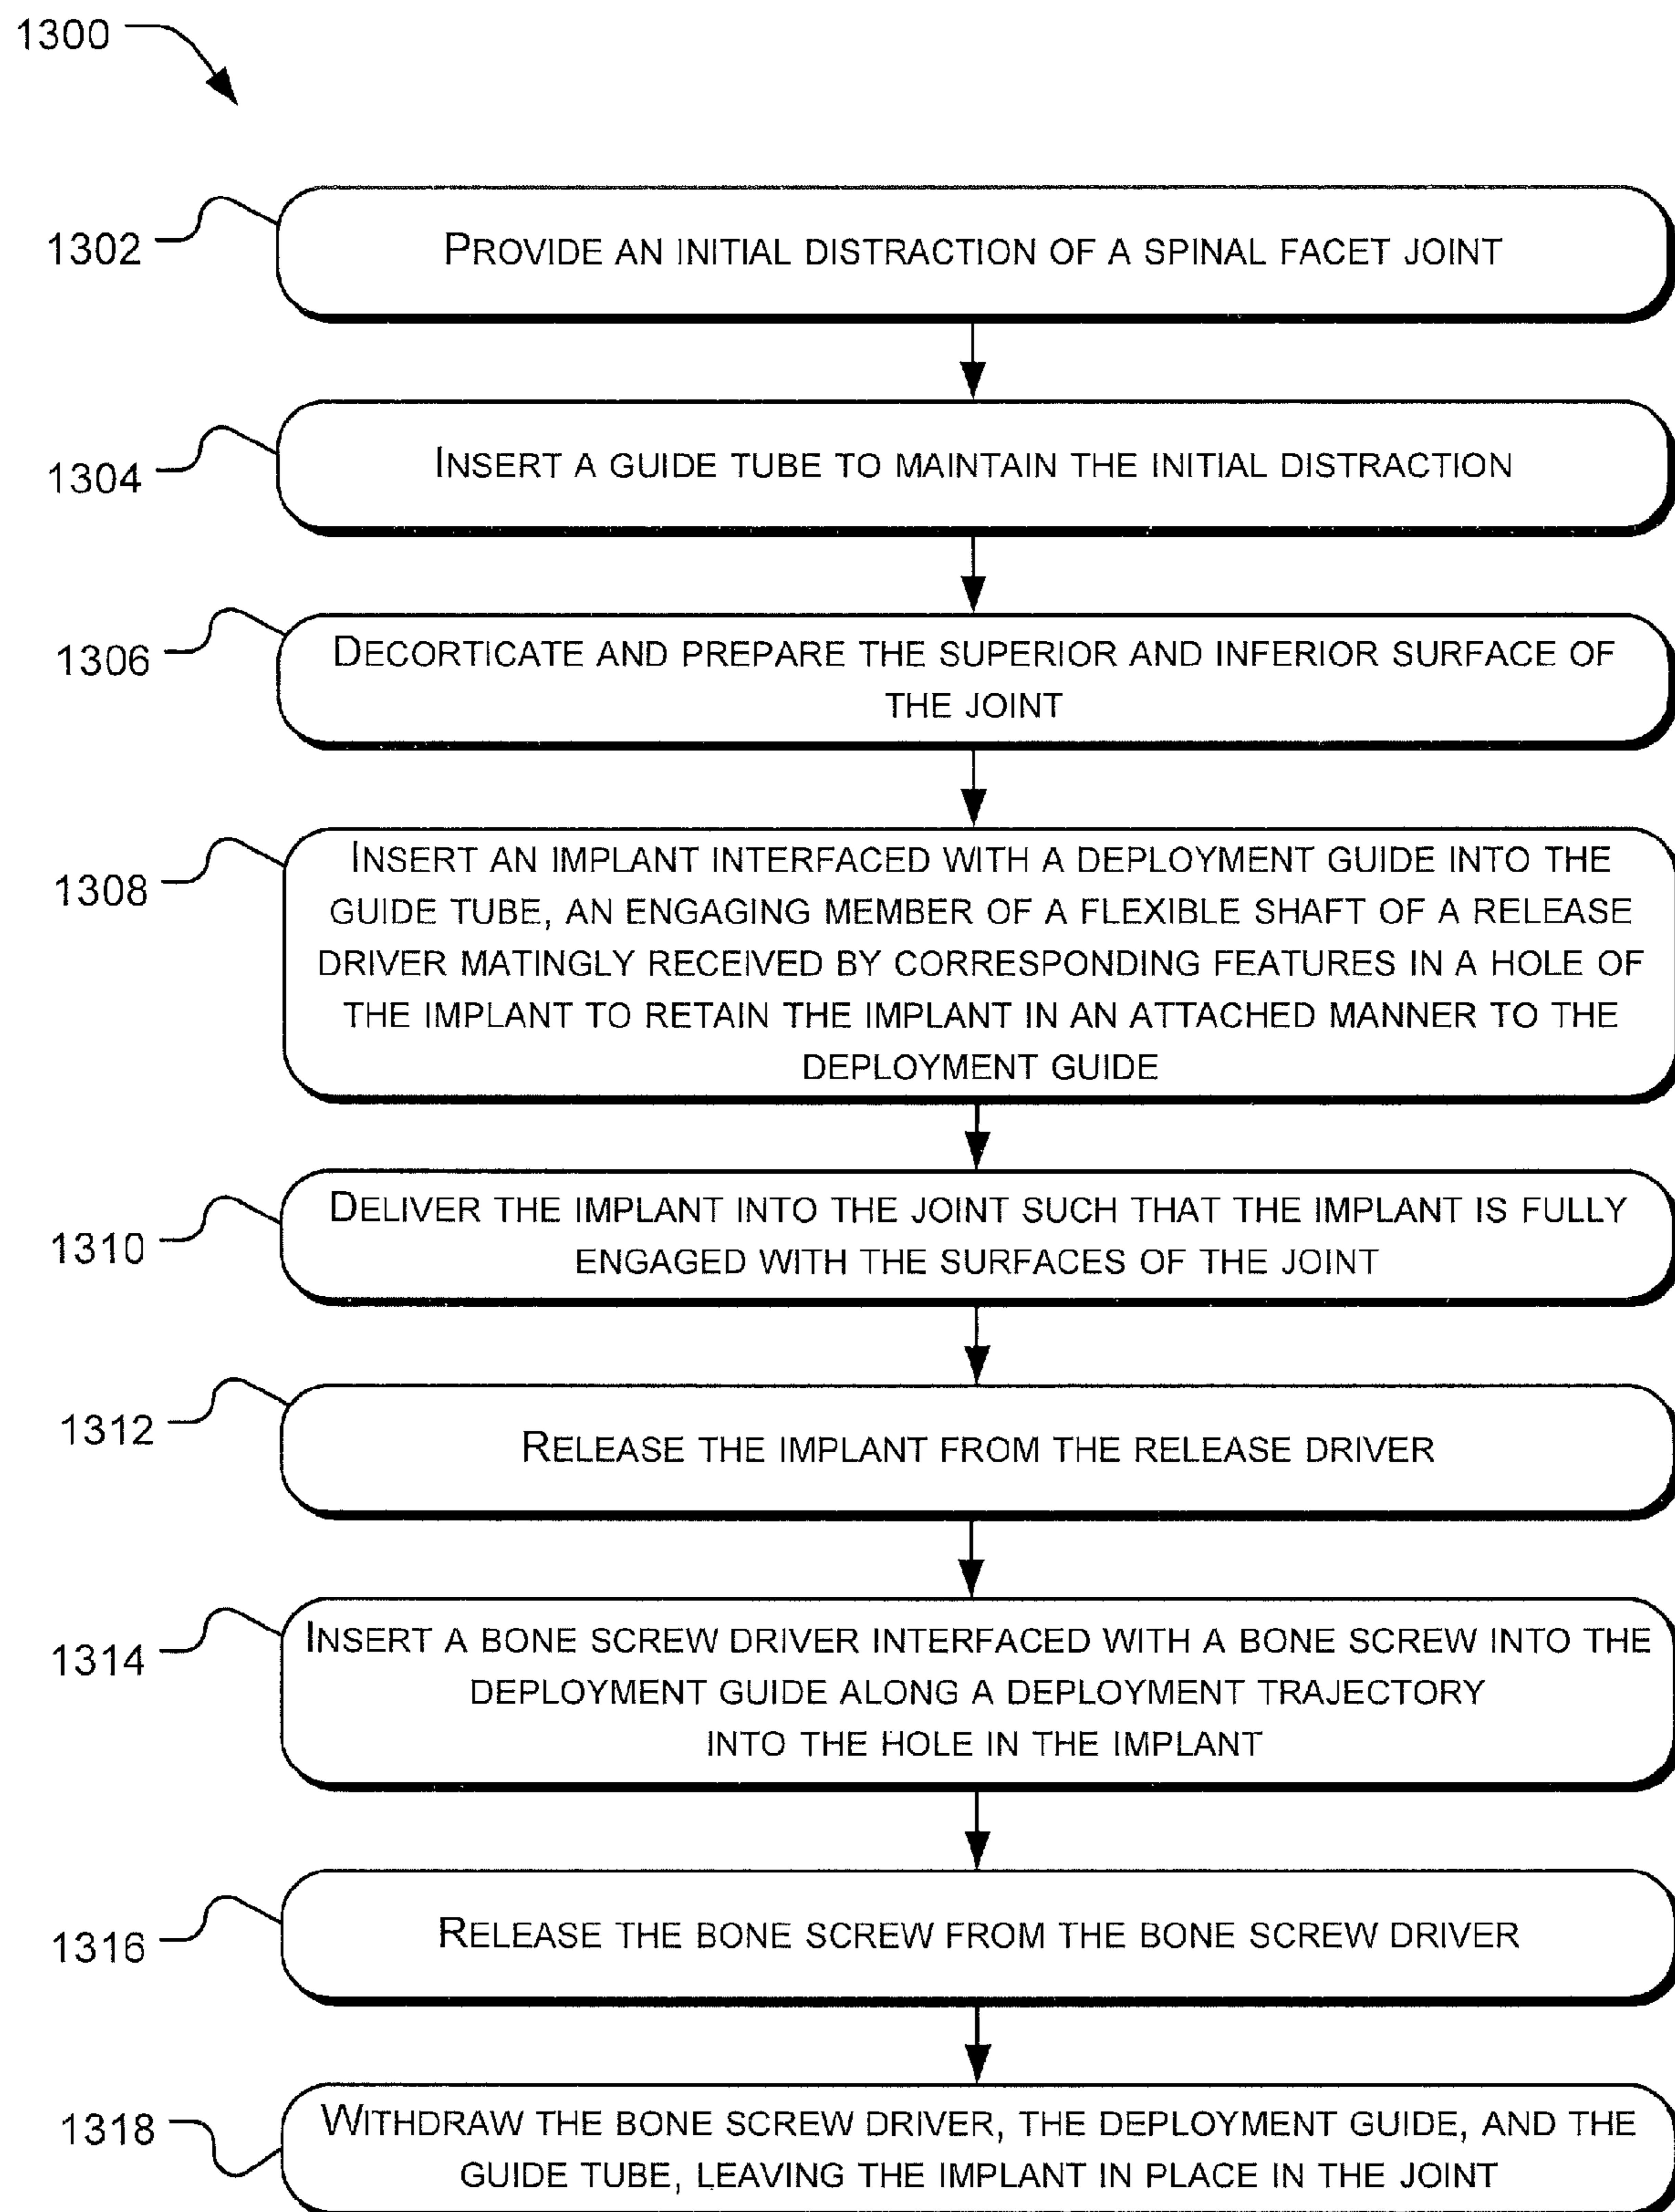 1300
1302
PROVIDE AN INITIAL DISTRACTION OF A SPINAL FACET JOINT
1304
INSERT A GUIDE TUBE TO MAINTAIN THE INITIAL DISTRACTION
1306
DECORTICATE AND PREPARE THE SUPERIOR AND INFERIOR SURFACE OF
THE JOINT
1308
INSERT AN IMPLANT INTERFACED WITH A DEPLOYMENT GUIDE INTO THE
GUIDE TUBE, AN ENGAGING MEMBER OF A FLEXIBLE SHAFT OF A RELEASE
DRIVER MATINGLY RECEIVED BY CORRESPONDING FEATURES IN A HOLE OF
THE IMPLANT TO RETAIN THE IMPLANT IN AN ATTACHED MANNER TO THE
DEPLOYMENT GUIDE
1310
DELIVER THE IMPLANT INTO THE JOINT SUCH THAT THE IMPLANT IS FULLY
ENGAGED WITH THE SURFACES OF THE JOINT
1312
RELEASE THE IMPLANT FROM THE RELEASE DRIVER
1314
INSERT A BONE SCREW DRIVER INTERFACED WITH A BONE SCREW INTO THE
DEPLOYMENT GUIDE ALONG A DEPLOYMENT TRAJECTORY
INTO THE HOLE IN THE IMPLANT
1316
RELEASE THE BONE SCREW FROM THE BONE SCREW DRIVER
1318
WITHDRAW THE BONE SCREW DRIVER, THE DEPLOYMENT GUIDE, AND THE
GUIDE TUBE, LEAVING THE IMPLANT IN PLACE IN THE JOINT